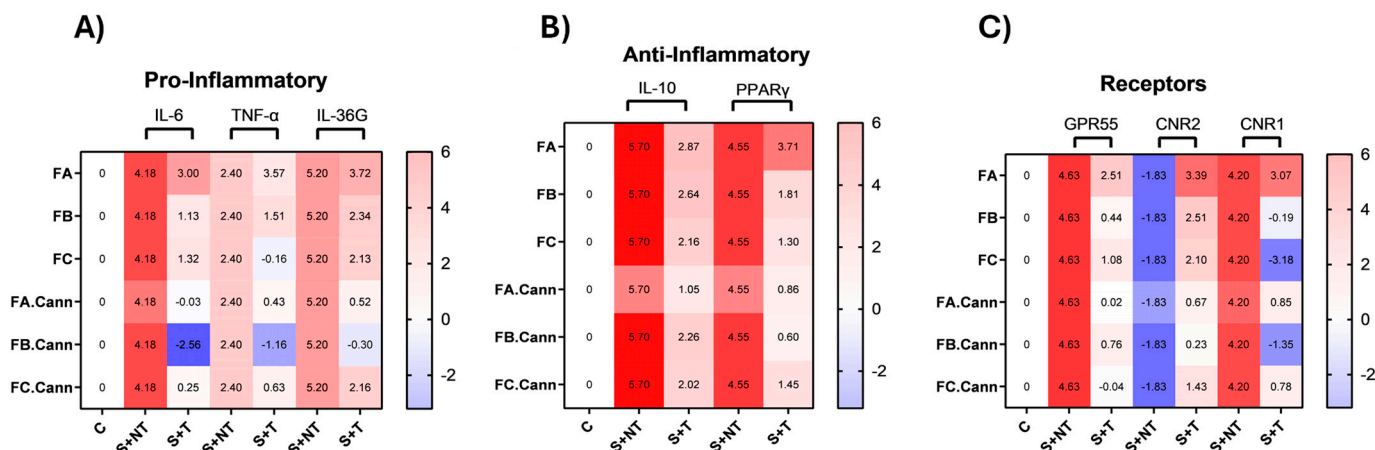 A)
Pro-Inflammatory
IL-6 TNF-α IL-36G
FA 0 4.18 3.00 2.40 3.57 5.20 3.72
FB 0 4.18 1.13 2.40 1.51 5.20 2.34
FC 0 4.18 1.32 2.40 -0.16 5.20 2.13
FA.Cann 0 4.18 -0.03 2.40 0.43 5.20 0.52
FB.Cann 0 4.18 -2.56 2.40 -1.16 5.20 -0.30
FC.Cann 0 4.18 0.25 2.40 0.63 5.20 2.16
C S+NT S+T S+NT S+T S+NT S+T
6
4
2
0
-2
B)
Anti-Inflammatory
IL-10 PPARγ
FA 0 5.70 2.87 4.55 3.71
FB 0 5.70 2.64 4.55 1.81
FC 0 5.70 2.16 4.55 1.30
FA.Cann 0 5.70 1.05 4.55 0.86
FB.Cann 0 5.70 2.26 4.55 0.60
FC.Cann 0 5.70 2.02 4.55 1.45
C S+NT S+T S+NT S+T
6
4
2
0
-2
C)
Receptors
GPR55 CNR2 CNR1
FA 0 4.63 2.51 -1.83 3.39 4.20 3.07
FB 0 4.63 0.44 -1.83 2.51 4.20 -0.19
FC 0 4.63 1.08 -1.83 2.10 4.20 -3.18
FA.Cann 0 4.63 0.02 -1.83 0.67 4.20 0.85
FB.Cann 0 4.63 0.76 -1.83 0.23 4.20 -1.35
FC.Cann 0 4.63 -0.04 -1.83 1.43 4.20 0.78
C S+NT S+T S+NT S+T S+NT S+T
6
4
2
0
-2